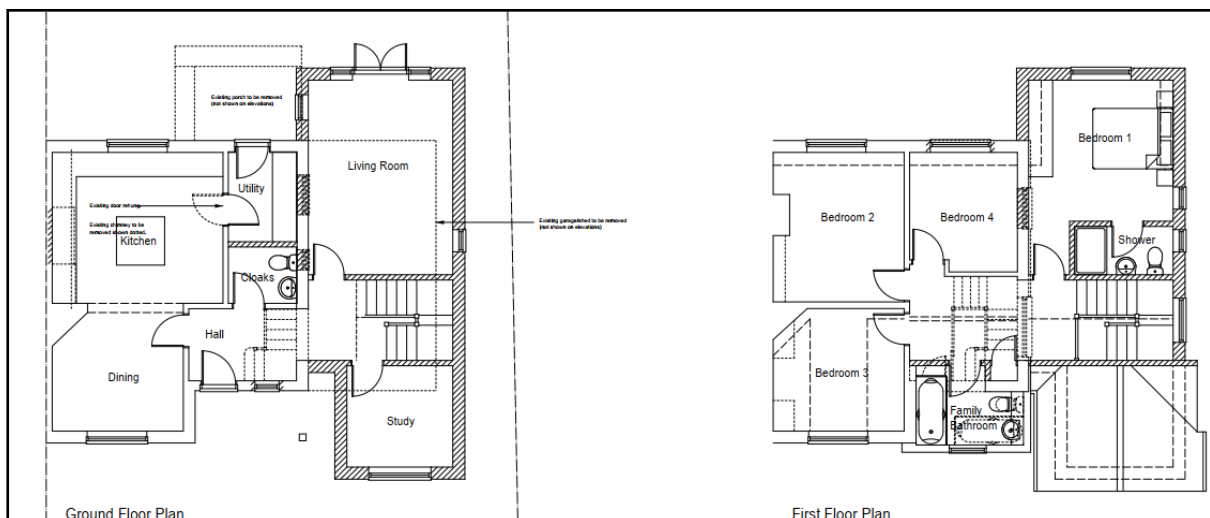 Existing porch to be removed
(not shown on elevations)
Living Room
Utility
Existing door rehung
Existing chimney to be
removed shown dotted.
Kitchen
Existing garage/shed to be removed
(not shown on elevations)
Cloaks
Hall
Dining
Study
Ground Floor Plan
Bedroom 1
Bedroom 2
Bedroom 4
Shower
Bedroom 3
Family
Bathroom
First Floor Plan